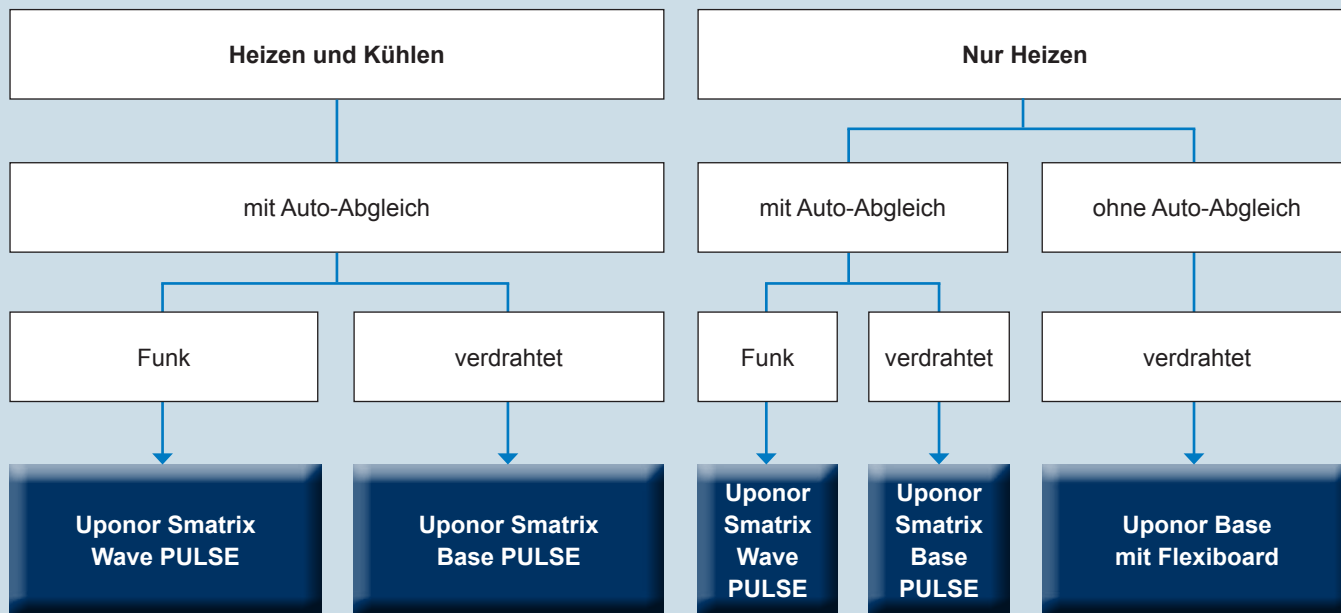 Heizen und Kühlen
Nur Heizen
mit Auto-Abgleich
mit Auto-Abgleich
ohne Auto-Abgleich
Funk
verdrahtet
Funk
verdrahtet
verdrahtet
Uponor Smatrix
Wave PULSE
Uponor Smatrix
Base PULSE
Uponor
Smatrix
Wave
PULSE
Uponor
Smatrix
Base
PULSE
Uponor Base
mit Flexiboard